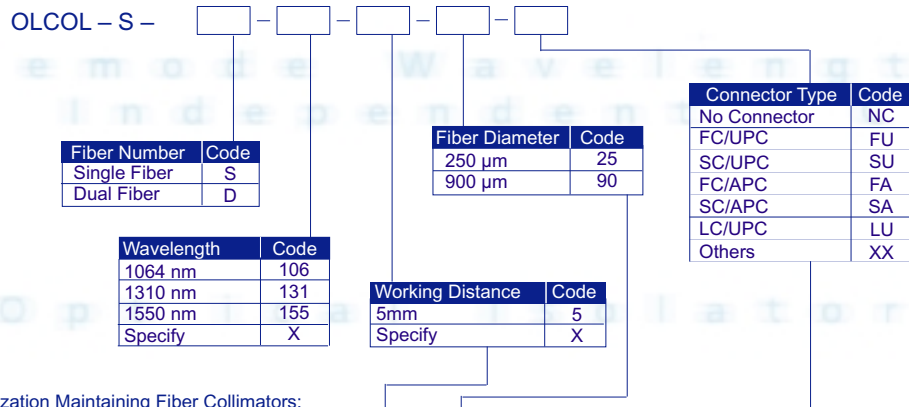 OLCOL – S – – – – –
e m o d e W a v e l e n g t
I n d e p e n d e n t
O p t i c a l I s o l a t o r
Connector Type Code
No Connector NC
FC/UPC FU
SC/UPC SU
FC/APC FA
SC/APC SA
LC/UPC LU
Others XX
Fiber Diameter Code
250 µm 25
900 µm 90
Fiber Number Code
Single Fiber S
Dual Fiber D
Wavelength Code
1064 nm 106
1310 nm 131
1550 nm 155
Specify X
Working Distance Code
5mm 5
Specify X
zation Maintaining Fiber Collimators: